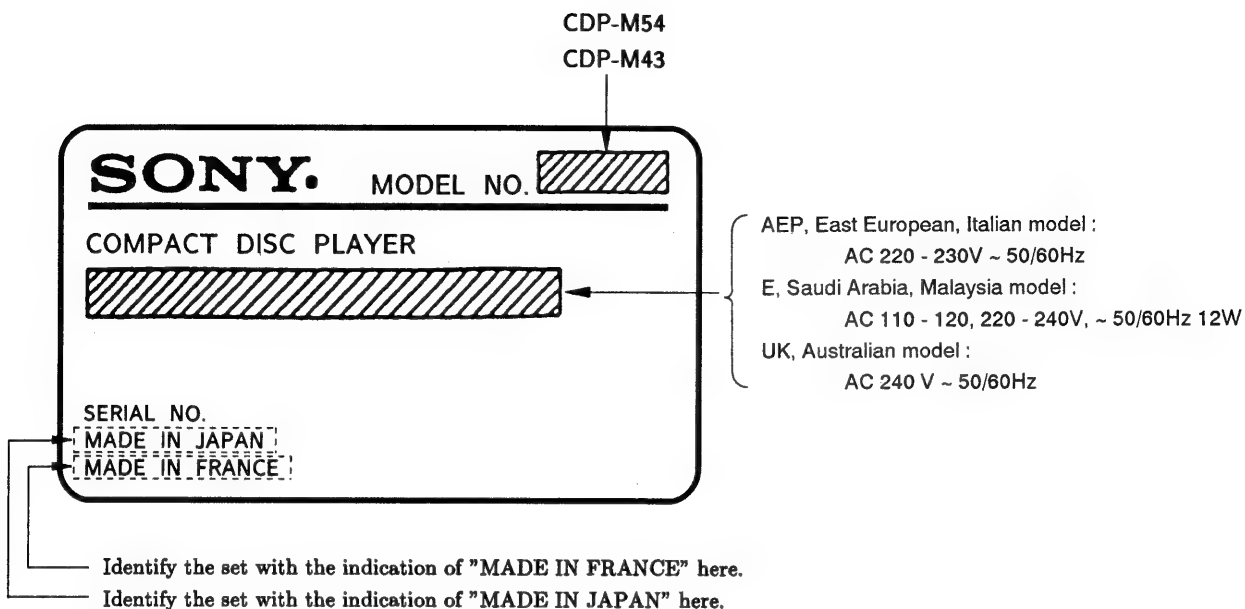 CDP-M54
CDP-M43
SONY.
MODEL NO.
COMPACT DISC PLAYER
AEP, East European, Italian model :
AC 220 - 230V ~ 50/60Hz
E, Saudi Arabia, Malaysia model :
AC 110 - 120, 220 - 240V, ~ 50/60Hz 12W
UK, Australian model :
AC 240 V ~ 50/60Hz
SERIAL NO.
MADE IN JAPAN
MADE IN FRANCE
Identify the set with the indication of "MADE IN FRANCE" here.
Identify the set with the indication of "MADE IN JAPAN" here.